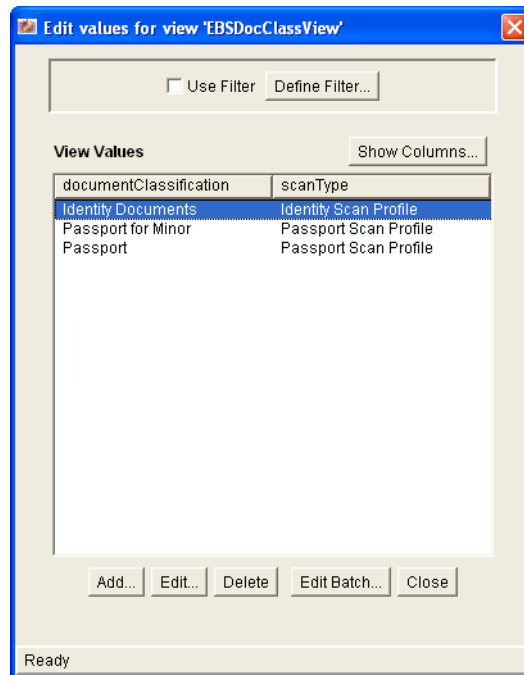 Edit values for view 'EBSDocClassView'
Use Filter Define Filter...
View Values Show Columns...
documentClassification scanType
Identity Documents Identity Scan Profile
Passport for Minor Passport Scan Profile
Passport Passport Scan Profile
Add... Edit... Delete Edit Batch... Close
Ready